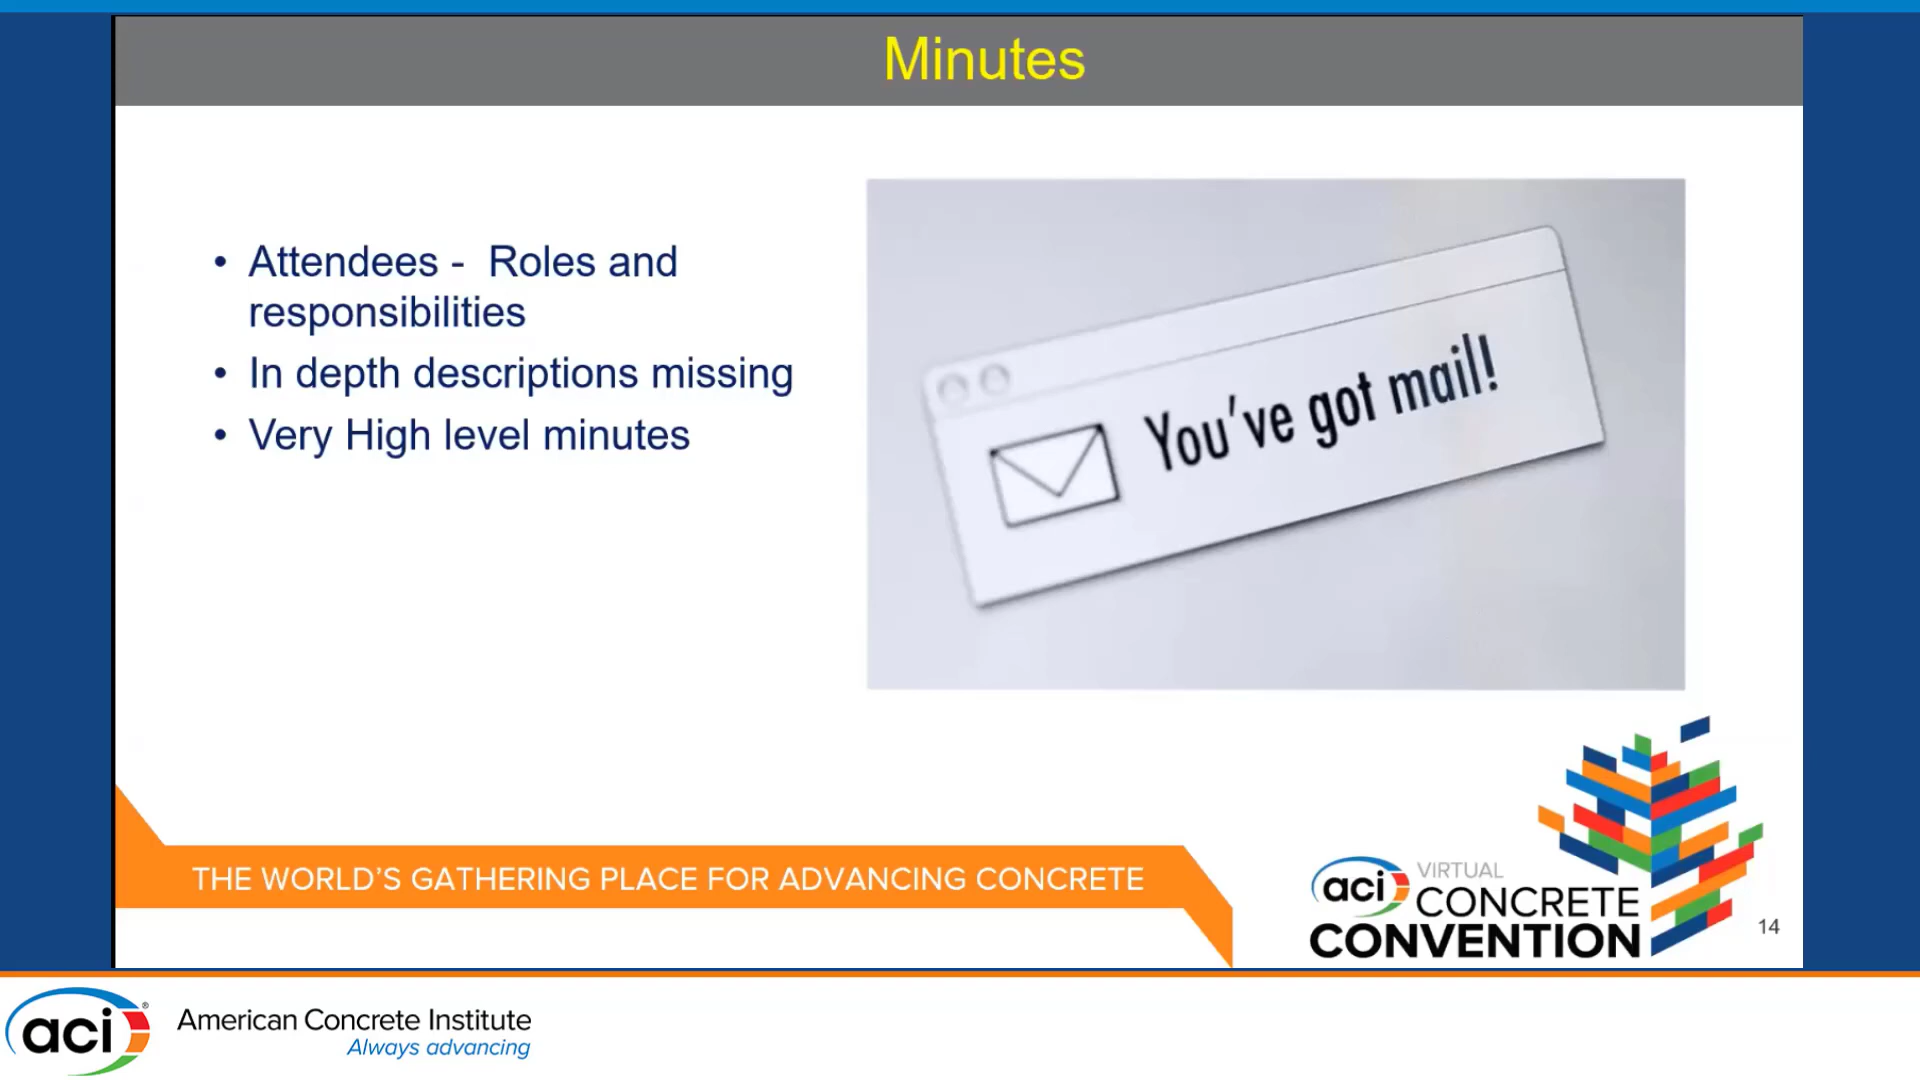 Minutes
• Attendees - Roles and
responsibilities
• In depth descriptions missing
• Very High level minutes
You've got mail!
THE WORLD'S GATHERING PLACE FOR ADVANCING CONCRETE
aci VIRTUAL
CONCRETE
CONVENTION
14
aci®
American Concrete Institute
Always advancing